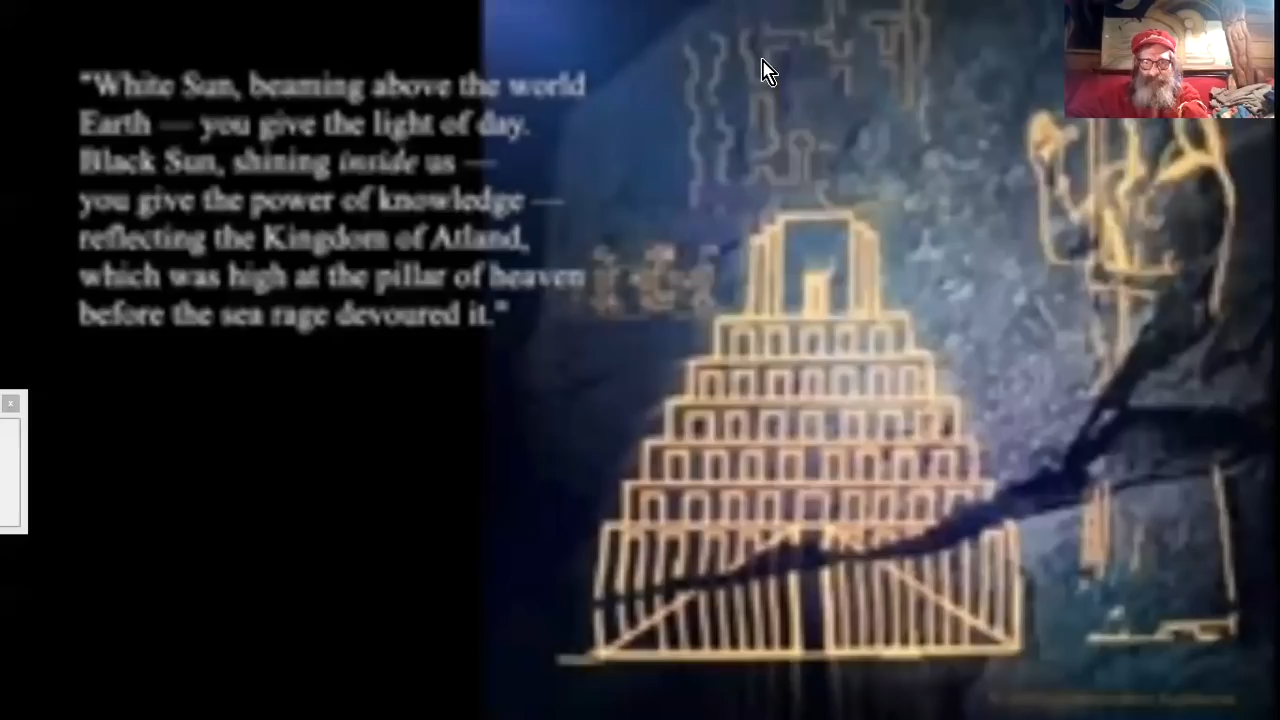 "White Sun, beaming above the world
Earth — you give the light of day.
Black Sun, shining inside us —
you give the power of knowledge —
reflecting the Kingdom of Atland,
which was high at the pillar of heaven
before the sea rage devoured it."
x